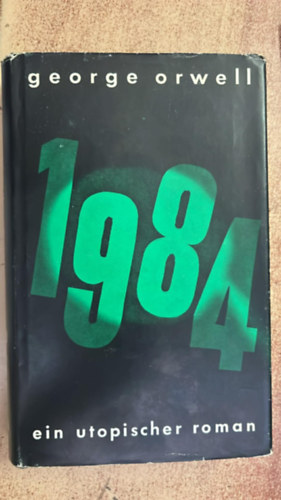 george orwell
1984
ein utopischer roman